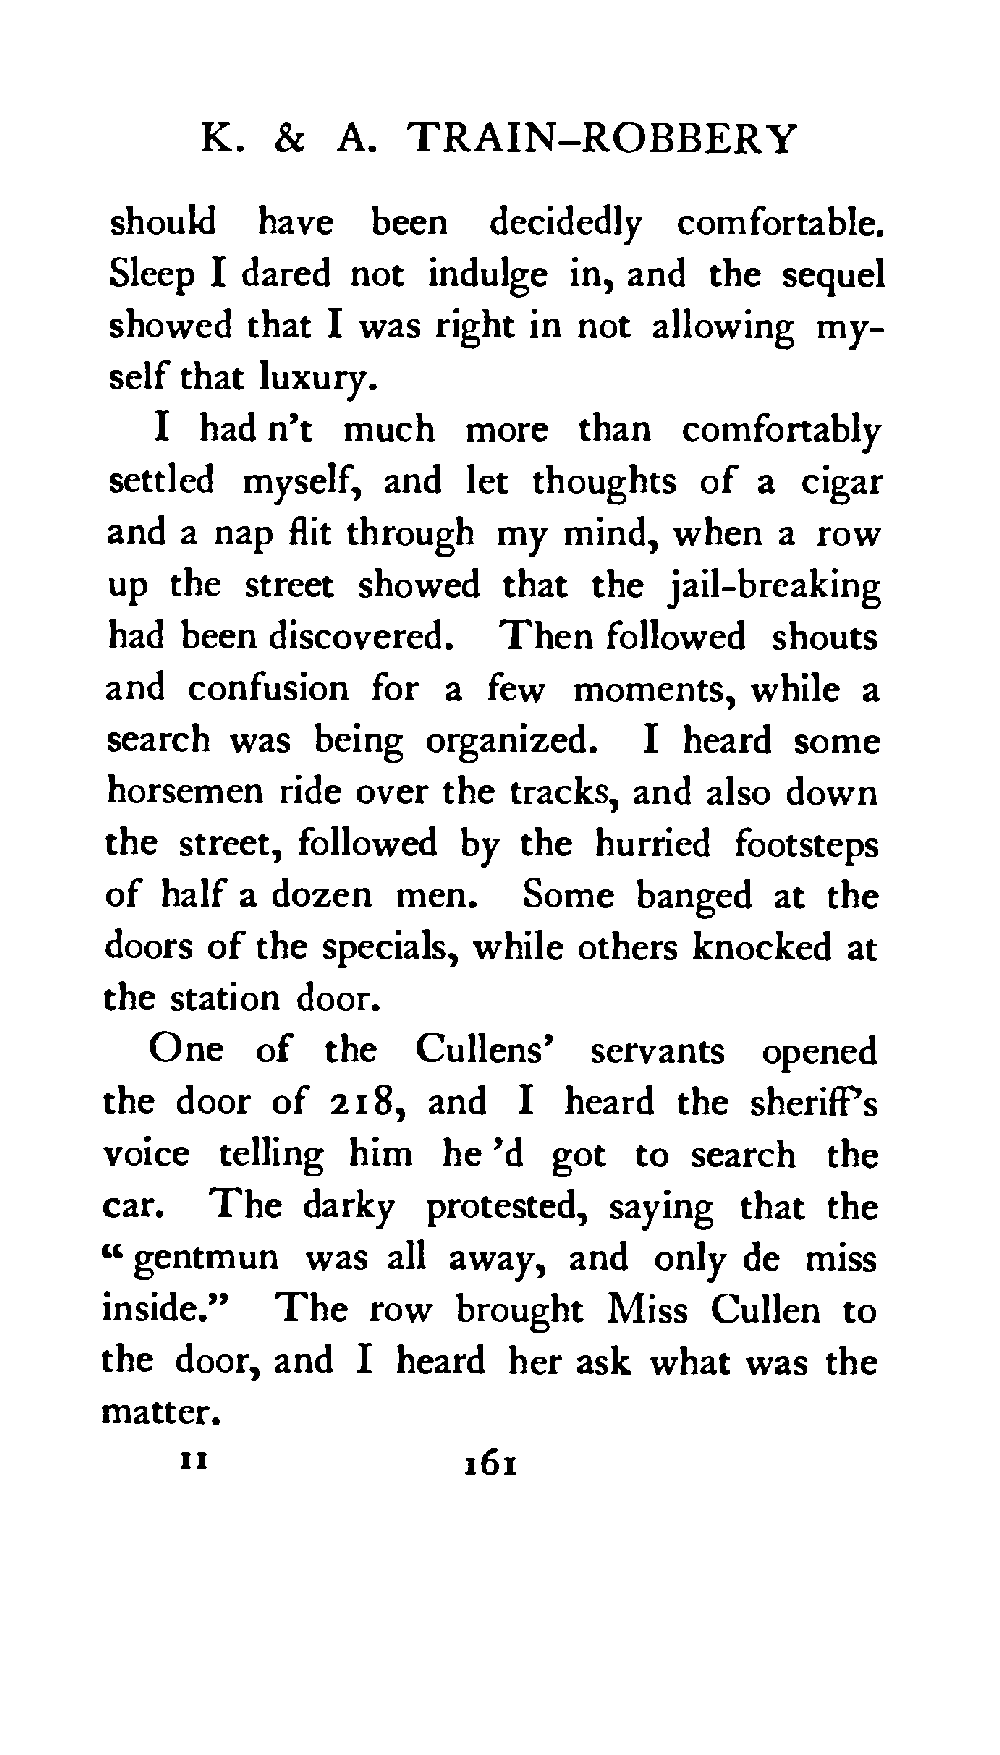 K. & A. TRAIN-ROBBERY
should have been decidedly comfortable.
Sleep I dared not indulge in, and the sequel
showed that I was right in not allowing my-
self that luxury.
I had n't much more than comfortably
settled myself, and let thoughts of a cigar
and a nap flit through my mind, when a row
up the street showed that the jail-breaking
had been discovered. Then followed shouts
and confusion for a few moments, while a
search was being organized. I heard some
horsemen ride over the tracks, and also down
the street, followed by the hurried footsteps
of half a dozen men. Some banged at the
doors of the specials, while others knocked at
the station door.
One of the Cullens' servants opened
the door of 218, and I heard the sheriff's
voice telling him he 'd got to search the
car. The darky protested, saying that the
“ gentmun was all away, and only de miss
inside.” The row brought Miss Cullen to
the door, and I heard her ask what was the
matter.
11 161